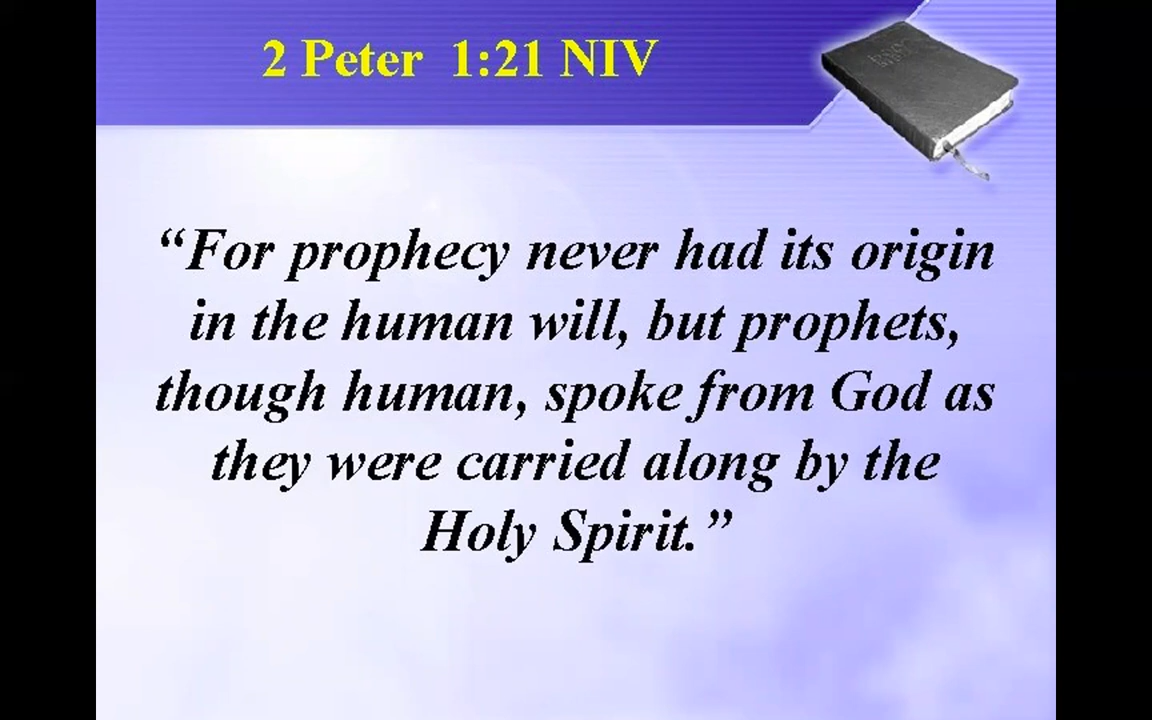 2 Peter 1:21 NIV
“For prophecy never had its origin
in the human will, but prophets,
though human, spoke from God as
they were carried along by the
Holy Spirit.”